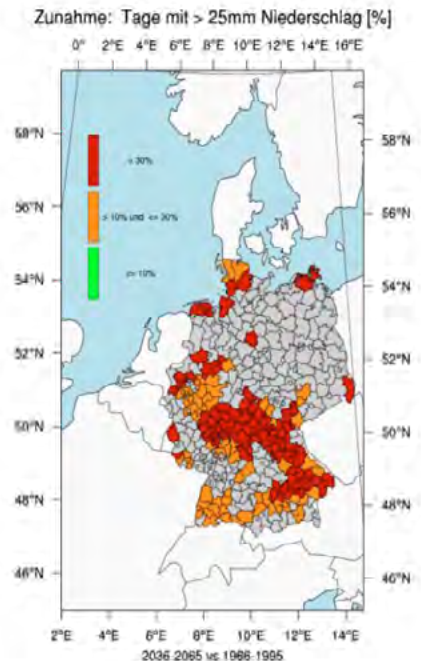 Zunahme: Tage mit > 25mm Niederschlag [%]
0° 2°E 4°E 6°E 8°E 10°E 12°E 14°E 16°E
58°N 58°N
> 30%
56°N 56°N
> 10% und <= 30%
54°N 54°N
10%
52°N 52°N
50°N 50°N
48°N 48°N
46°N 46°N
2°E 4°E 6°E 8°E 10°E 12°E 14°E
2036-2065 vs 1966-1995